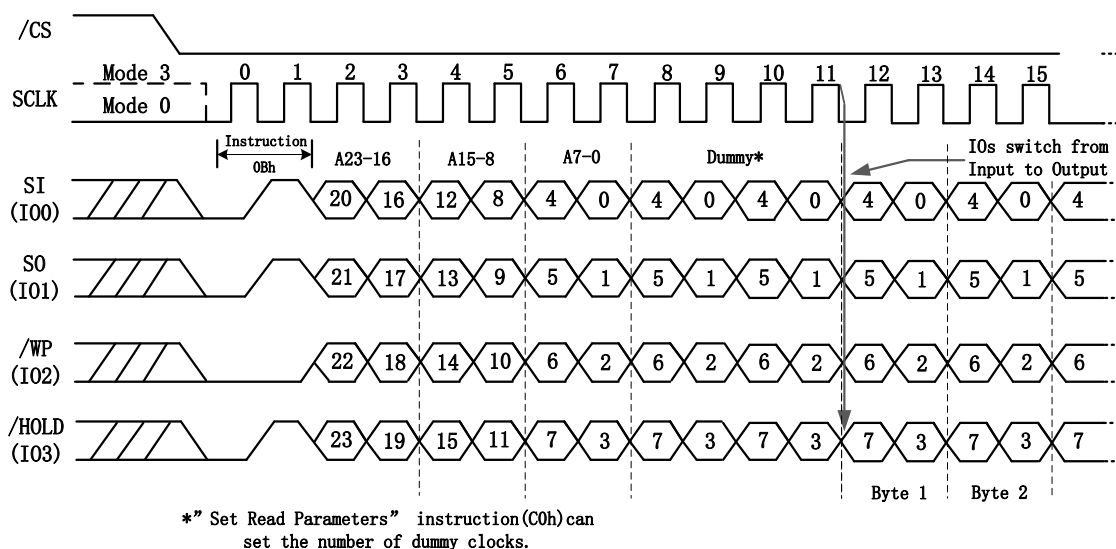 /CS
Mode 3
0 1 2 3 4 5 6 7 8 9 10 11 12 13 14 15
SCLK
Mode 0
Instruction
0Bh
A23-16 A15-8 A7-0 Dummy*
IOs switch from
Input to Output
SI
(IO0)
20 16 12 8 4 0 4 0 4 0 4 0 4 0 4
SO
(IO1)
21 17 13 9 5 1 5 1 5 1 5 1 5 1 5
/WP
(IO2)
22 18 14 10 6 2 6 2 6 2 6 2 6 2 6
/HOLD
(IO3)
23 19 15 11 7 3 7 3 7 3 7 3 7 3 7
Byte 1 Byte 2
*" Set Read Parameters" instruction(C0h)can
set the number of dummy clocks.